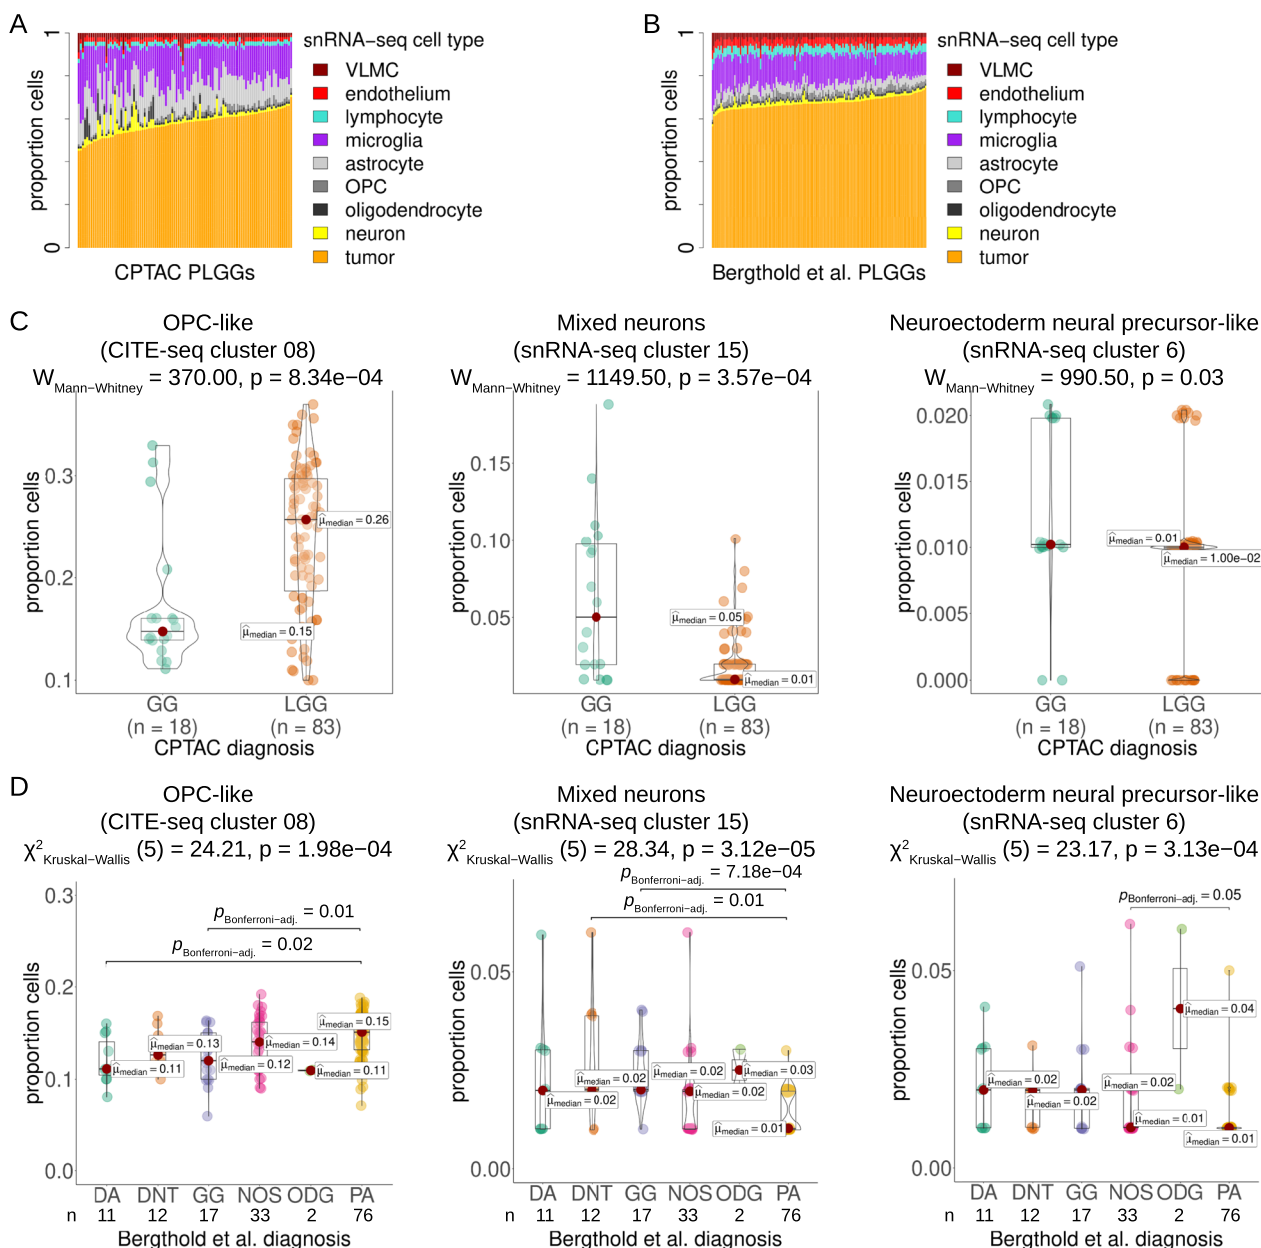 A
B
1
proportion cells
0
CPTAC PLGGs
snRNA−seq cell type
VLMC
endothelium
lymphocyte
microglia
astrocyte
OPC
oligodendrocyte
neuron
tumor
1
proportion cells
0
Bergthold et al. PLGGs
snRNA−seq cell type
VLMC
endothelium
lymphocyte
microglia
astrocyte
OPC
oligodendrocyte
neuron
tumor
C
OPC-like
(CITE-seq cluster 08)
W Mann−Whitney = 370.00, p = 8.34e−04
proportion cells
0.3
0.2
0.1
μ̂median = 0.26
μ̂median = 0.15
GG
(n = 18)
LGG
(n = 83)
CPTAC diagnosis
Mixed neurons
(snRNA-seq cluster 15)
W Mann−Whitney = 1149.50, p = 3.57e−04
proportion cells
0.15
0.10
0.05
μ̂median = 0.05
μ̂median = 0.01
GG
(n = 18)
LGG
(n = 83)
CPTAC diagnosis
Neuroectoderm neural precursor-like
(snRNA-seq cluster 6)
W Mann−Whitney = 990.50, p = 0.03
proportion cells
0.020
0.015
0.010
0.005
0.000
μ̂median = 0.01
μ̂median = 1.00e−02
GG
(n = 18)
LGG
(n = 83)
CPTAC diagnosis
D
OPC-like
(CITE-seq cluster 08)
χ² Kruskal−Wallis (5) = 24.21, p = 1.98e−04
proportion cells
0.3
0.2
0.1
0.0
pBonferroni−adj. = 0.01
pBonferroni−adj. = 0.02
μ̂median = 0.15
μ̂median = 0.13
μ̂median = 0.14
μ̂median = 0.11
μ̂median = 0.12
μ̂median = 0.11
DA DNT GG NOS ODG PA
n 11 12 17 33 2 76
Bergthold et al. diagnosis
Mixed neurons
(snRNA-seq cluster 15)
χ² Kruskal−Wallis (5) = 28.34, p = 3.12e−05
pBonferroni−adj. = 7.18e−04
pBonferroni−adj. = 0.01
proportion cells
0.05
0.00
μ̂median = 0.02
μ̂median = 0.02
μ̂median = 0.03
μ̂median = 0.02
μ̂median = 0.02
μ̂median = 0.01
DA DNT GG NOS ODG PA
n 11 12 17 33 2 76
Bergthold et al. diagnosis
Neuroectoderm neural precursor-like
(snRNA-seq cluster 6)
χ² Kruskal−Wallis (5) = 23.17, p = 3.13e−04
pBonferroni−adj. = 0.05
proportion cells
0.05
0.00
μ̂median = 0.04
μ̂median = 0.02
μ̂median = 0.02
μ̂median = 0.02
μ̂median = 0.01
μ̂median = 0.01
DA DNT GG NOS ODG PA
n 11 12 17 33 2 76
Bergthold et al. diagnosis